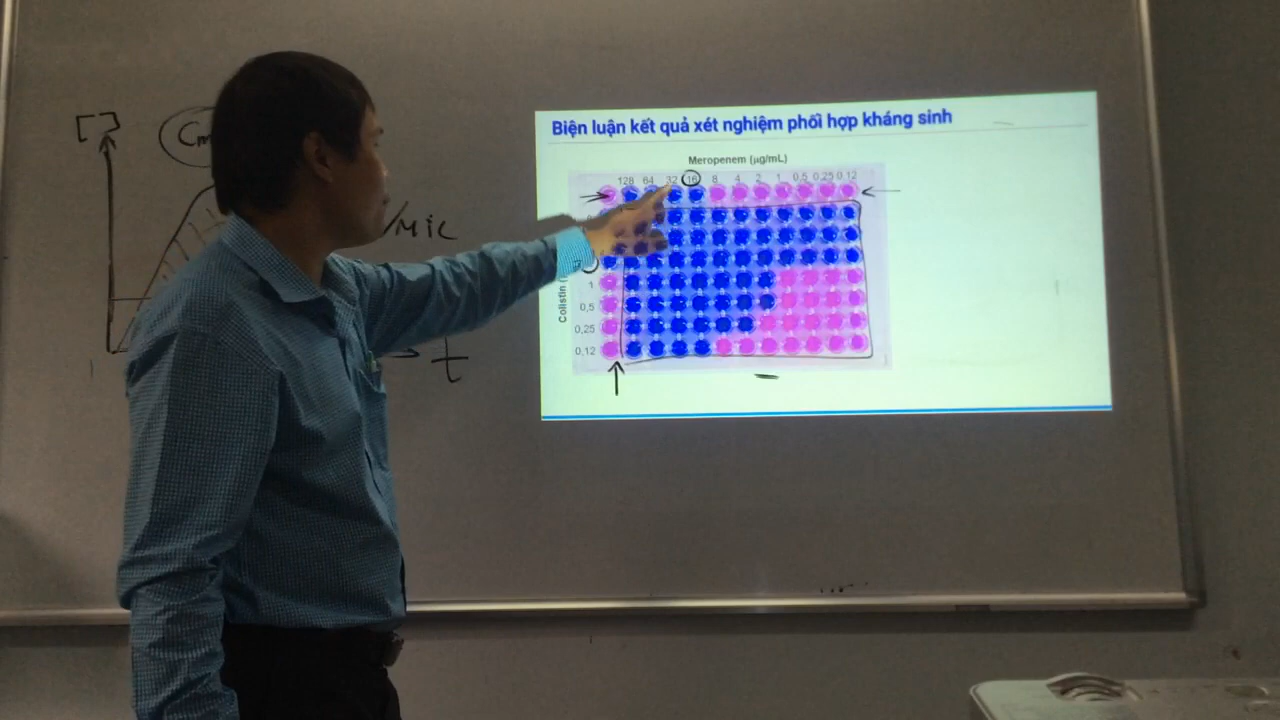 [ ]
Cm
/MIC
t
Biện luận kết quả xét nghiệm phối hợp kháng sinh
Meropenem (µg/mL)
128 64 32 16 8 4 2 1 0.5 0.25 0.12
Colistin
1
0,5
0,25
0,12